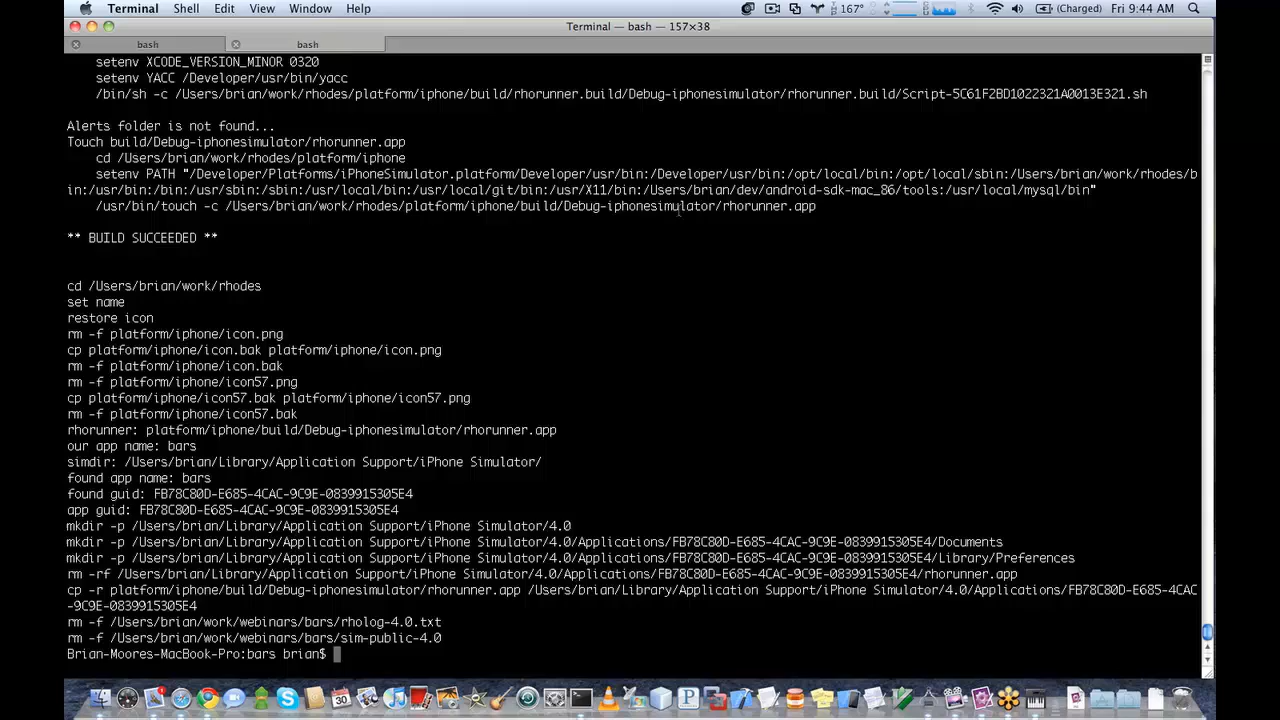 Terminal Shell Edit View Window Help 167° (Charged) Fri 9:44 AM
Terminal — bash — 157×38
bash bash
setenv XCODE_VERSION_MINOR 0320
setenv YACC /Developer/usr/bin/yacc
/bin/sh -c /Users/brian/work/rhodes/platform/iphone/build/rhorunner.build/Debug-iphonesimulator/rhorunner.build/Script-5C61F2BD1022321A0013E321.sh
Alerts folder is not found...
Touch build/Debug-iphonesimulator/rhorunner.app
cd /Users/brian/work/rhodes/platform/iphone
setenv PATH "/Developer/Platforms/iPhoneSimulator.platform/Developer/usr/bin:/Developer/usr/bin:/opt/local/bin:/opt/local/sbin:/Users/brian/work/rhodes/b
in:/usr/bin:/bin:/usr/sbin:/sbin:/usr/local/bin:/usr/local/git/bin:/usr/X11/bin:/Users/brian/dev/android-sdk-mac_86/tools:/usr/local/mysql/bin"
/usr/bin/touch -c /Users/brian/work/rhodes/platform/iphone/build/Debug-iphonesimulator/rhorunner.app
** BUILD SUCCEEDED **
cd /Users/brian/work/rhodes
set name
restore icon
rm -f platform/iphone/icon.png
cp platform/iphone/icon.bak platform/iphone/icon.png
rm -f platform/iphone/icon.bak
rm -f platform/iphone/icon57.png
cp platform/iphone/icon57.bak platform/iphone/icon57.png
rm -f platform/iphone/icon57.bak
rhorunner: platform/iphone/build/Debug-iphonesimulator/rhorunner.app
our app name: bars
simdir: /Users/brian/Library/Application Support/iPhone Simulator/
found app name: bars
found guid: FB78C80D-E685-4CAC-9C9E-0839915305E4
app guid: FB78C80D-E685-4CAC-9C9E-0839915305E4
mkdir -p /Users/brian/Library/Application Support/iPhone Simulator/4.0
mkdir -p /Users/brian/Library/Application Support/iPhone Simulator/4.0/Applications/FB78C80D-E685-4CAC-9C9E-0839915305E4/Documents
mkdir -p /Users/brian/Library/Application Support/iPhone Simulator/4.0/Applications/FB78C80D-E685-4CAC-9C9E-0839915305E4/Library/Preferences
rm -rf /Users/brian/Library/Application Support/iPhone Simulator/4.0/Applications/FB78C80D-E685-4CAC-9C9E-0839915305E4/rhorunner.app
cp -r platform/iphone/build/Debug-iphonesimulator/rhorunner.app /Users/brian/Library/Application Support/iPhone Simulator/4.0/Applications/FB78C80D-E685-4CAC
-9C9E-0839915305E4
rm -f /Users/brian/work/webinars/bars/rholog-4.0.txt
rm -f /Users/brian/work/webinars/bars/sim-public-4.0
Brian-Moores-MacBook-Pro:bars brian$